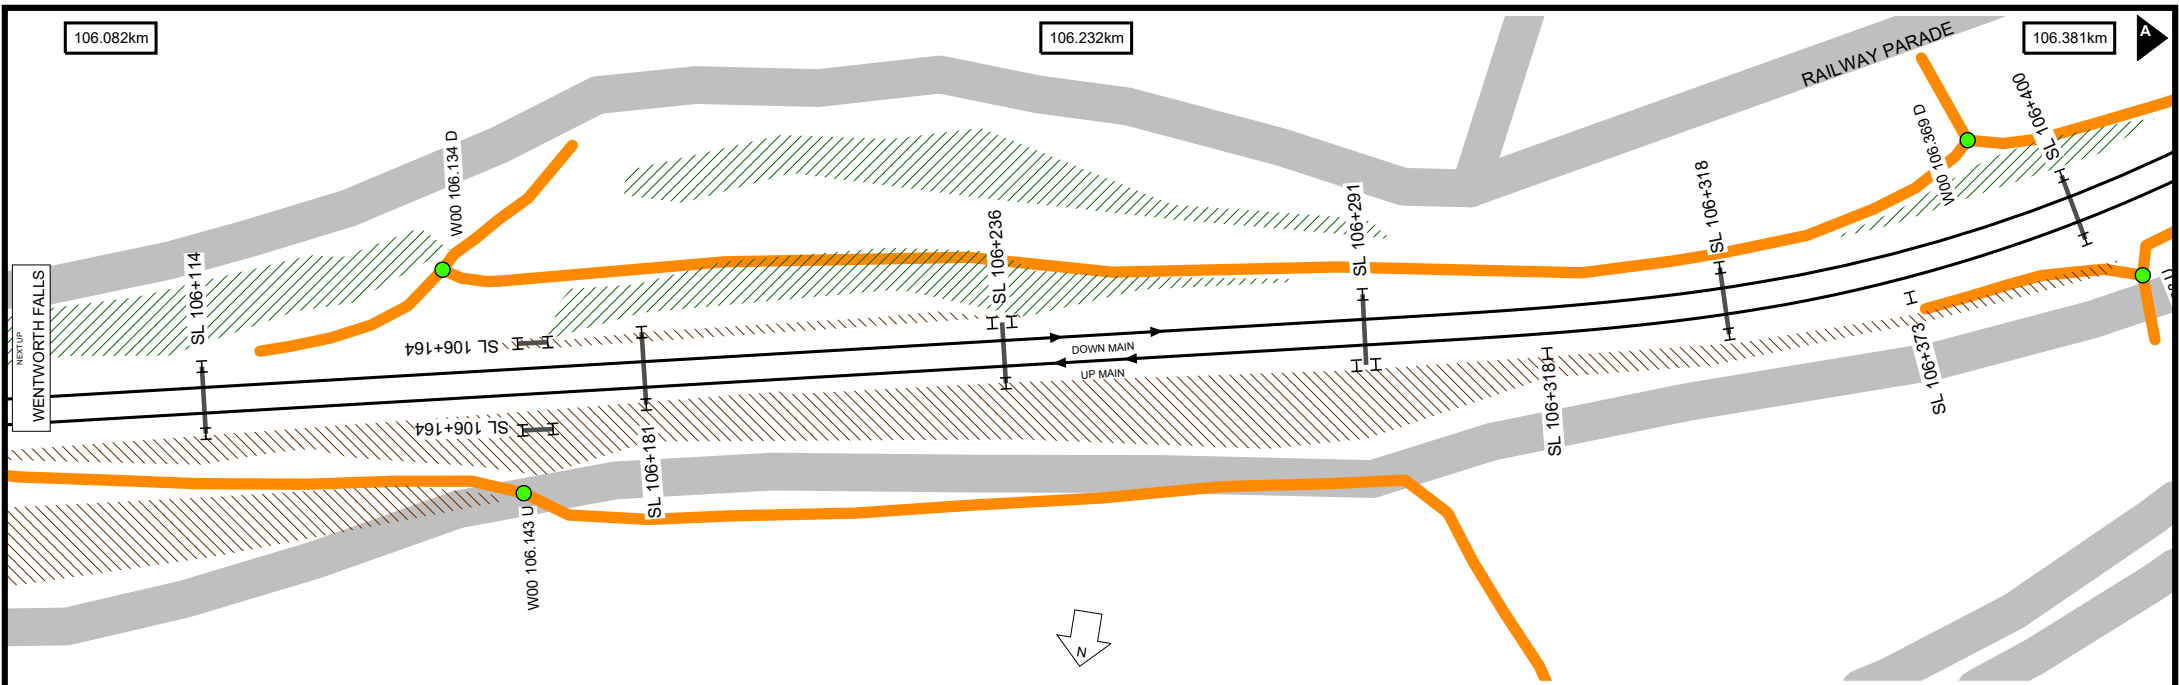 106.082km
106.232km
106.381km
A
RAILWAY PARADE
SL 106+400
W00 106.369 D
W00 106.134 D
SL 106+318
SL 106+291
SL 106+236
SL 106+114
NEXT UP
WENTWORTH FALLS
SL 106+164
DOWN MAIN
UP MAIN
SL 106+373
SL 106+318
SL 106+164
SL 106+181
W00 106.143 U
N